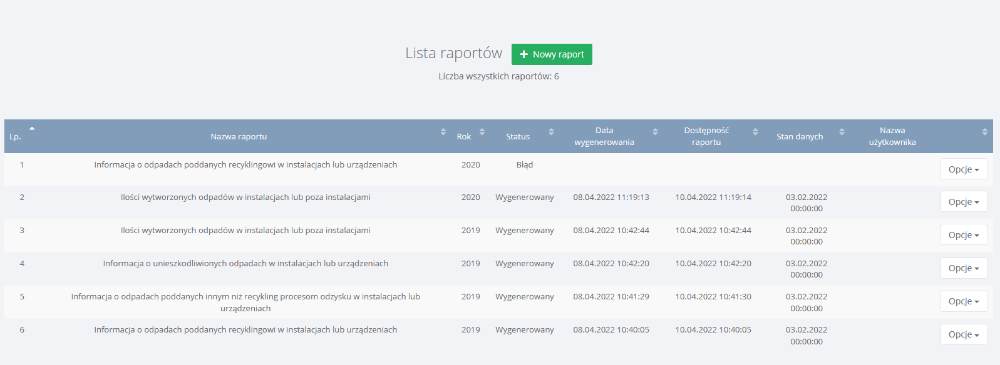 Lista raportów
Nowy raport
Liczba wszystkich raportów: 6
Lp. Nazwa raportu Rok Status Data wygenerowania Dostępność raportu Stan danych Nazwa użytkownika
1 Informacja o odpadach poddanych recyklingowi w instalacjach lub urządzeniach 2020 Błąd Opcje
2 Ilości wytworzonych odpadów w instalacjach lub poza instalacjami 2020 Wygenerowany 08.04.2022 11:19:13 10.04.2022 11:19:14 03.02.2022 00:00:00 Opcje
3 Ilości wytworzonych odpadów w instalacjach lub poza instalacjami 2019 Wygenerowany 08.04.2022 10:42:44 10.04.2022 10:42:44 03.02.2022 00:00:00 Opcje
4 Informacja o unieszkodliwionych odpadach w instalacjach lub urządzeniach 2019 Wygenerowany 08.04.2022 10:42:20 10.04.2022 10:42:20 03.02.2022 00:00:00 Opcje
5 Informacja o odpadach poddanych innym niż recykling procesom odzysku w instalacjach lub urządzeniach 2019 Wygenerowany 08.04.2022 10:41:29 10.04.2022 10:41:30 03.02.2022 00:00:00 Opcje
6 Informacja o odpadach poddanych recyklingowi w instalacjach lub urządzeniach 2019 Wygenerowany 08.04.2022 10:40:05 10.04.2022 10:40:05 03.02.2022 00:00:00 Opcje